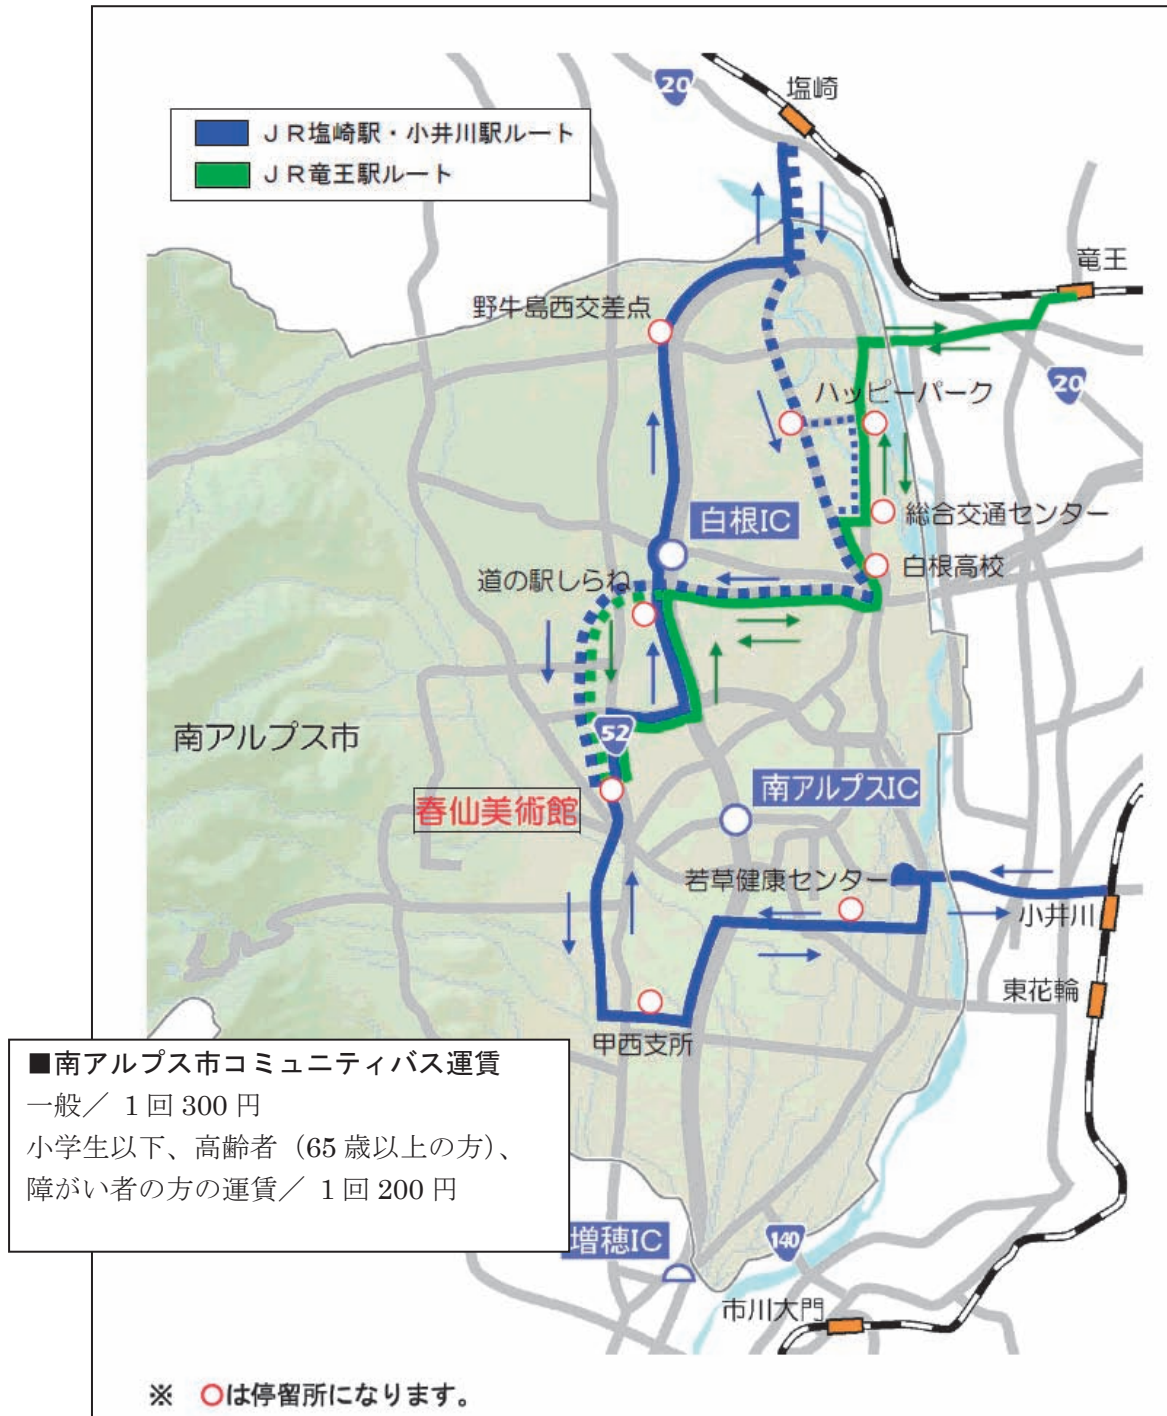 20
塩崎
JR塩崎駅・小井川駅ルート
JR竜王駅ルート
竜王
野牛島西交差点
20
ハッピーパーク
白根IC
総合交通センター
道の駅しらね
白根高校
52
南アルプス市
南アルプスIC
春仙美術館
若草健康センター
小井川
東花輪
甲西支所
■南アルプス市コミュニティバス運賃
一般／ 1回 300 円
小学生以下、高齢者（65 歳以上の方）、
障がい者の方の運賃／ 1回 200 円
増穂IC
140
市川大門
※ ○は停留所になります。